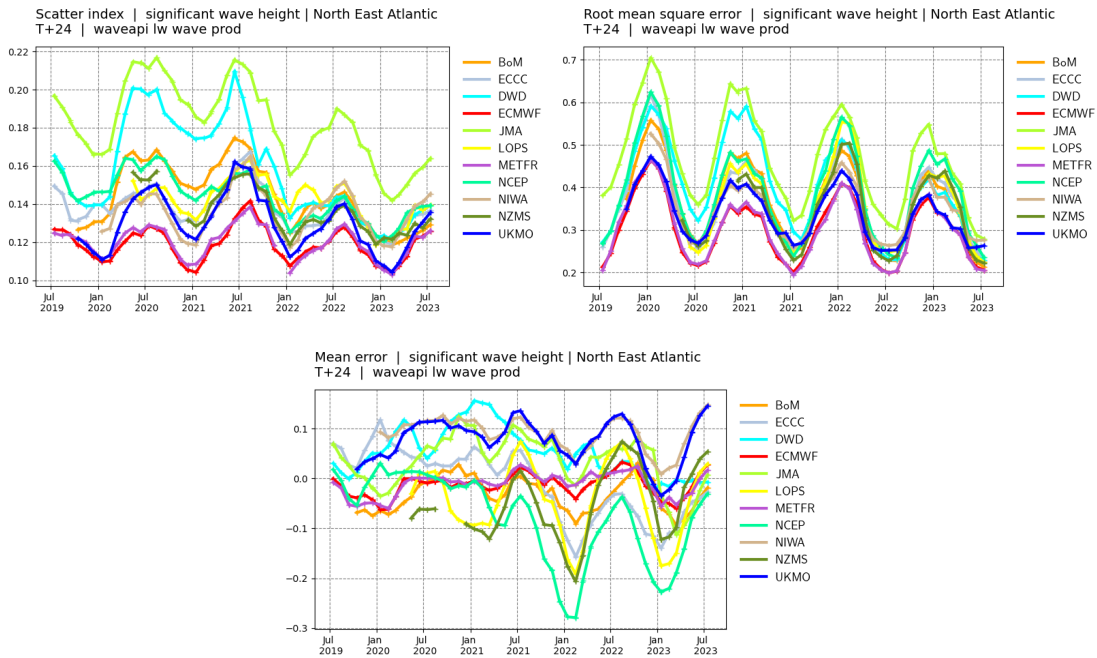 Scatter index | significant wave height | North East Atlantic
T+24 | waveapi lw wave prod
0.22
0.20
0.18
0.16
0.14
0.12
0.10
Jul 2019
Jan 2020
Jul 2020
Jan 2021
Jul 2021
Jan 2022
Jul 2022
Jan 2023
Jul 2023
BoM
ECCC
DWD
ECMWF
JMA
LOPS
METFR
NCEP
NIWA
NZMS
UKMO
Root mean square error | significant wave height | North East Atlantic
T+24 | waveapi lw wave prod
0.7
0.6
0.5
0.4
0.3
0.2
Jul 2019
Jan 2020
Jul 2020
Jan 2021
Jul 2021
Jan 2022
Jul 2022
Jan 2023
Jul 2023
BoM
ECCC
DWD
ECMWF
JMA
LOPS
METFR
NCEP
NIWA
NZMS
UKMO
Mean error | significant wave height | North East Atlantic
T+24 | waveapi lw wave prod
0.1
0.0
−0.1
−0.2
−0.3
Jul 2019
Jan 2020
Jul 2020
Jan 2021
Jul 2021
Jan 2022
Jul 2022
Jan 2023
Jul 2023
BoM
ECCC
DWD
ECMWF
JMA
LOPS
METFR
NCEP
NIWA
NZMS
UKMO